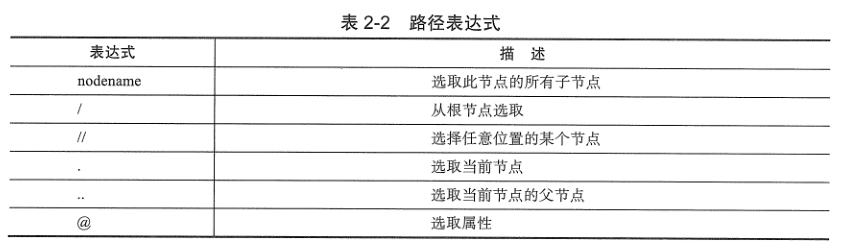 表 2-2 路径表达式
表达式 描 述
nodename 选取此节点的所有子节点
/ 从根节点选取
// 选择任意位置的某个节点
. 选取当前节点
.. 选取当前节点的父节点
@ 选取属性